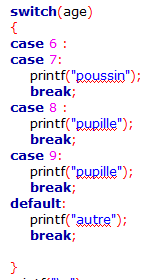 switch(age)
{
case 6 :
case 7:
printf("poussin");
break;
case 8 :
printf("pupille");
break;
case 9:
printf("pupille");
break;
default:
printf("autre");
break;
}